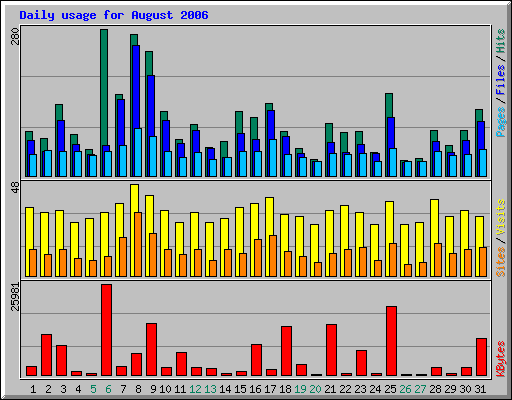 Daily usage for August 2006
280
Pages / Files / Hits
48
Sites / Visits
25981
KBytes
1 2 3 4 5 6 7 8 9 10 11 12 13 14 15 16 17 18 19 20 21 22 23 24 25 26 27 28 29 30 31